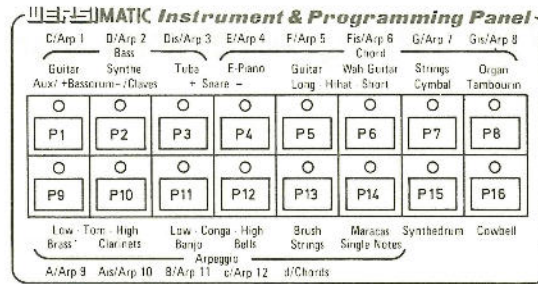 WERSIMATIC Instrument & Programming Panel
C/Arp 1 D/Arp 2 Dis/Arp 3 E/Arp 4 F/Arp 5 Fis/Arp 6 G/Arp 7 Gis/Arp 8
Bass Chord
Guitar Synthe Tuba E-Piano Guitar Wah Guitar Strings Organ
Aux/ +Bassdrum- /Claves + Snare - Long - Hihat - Short Cymbal Tambourin
P1 P2 P3 P4 P5 P6 P7 P8
P9 P10 P11 P12 P13 P14 P15 P16
Low - Tom - High Low - Conga - High Brush Maracas Synthedrum Cowbell
Brass Clarinets Banjo Bells Strings Single Notes
Arpeggio
A/Arp 9 Ais/Arp 10 B/Arp 11 c/Arp 12 d/Chords